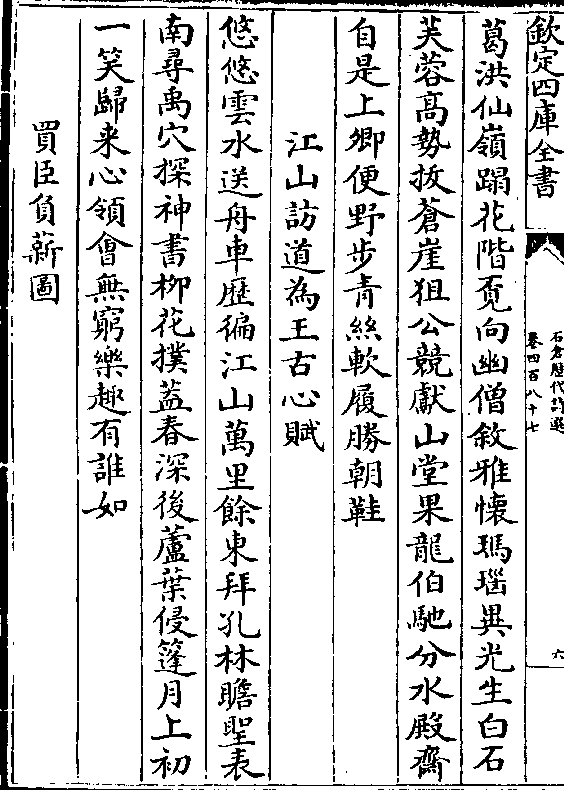 欽定四庫全書
石倉歷代詩選
卷四百八十七
六
葛洪仙嶺蹋花階覔向幽僧敘雅懐瑪瑙異光生白石
芙蓉髙勢拔蒼崖狙公競獻山堂果龍伯馳分水殿齋
自是上卿便野步青絲軟履勝朝鞋
江山訪道為王古心賦
悠悠雲水送舟車歴徧江山萬里餘東拜孔林瞻聖表
南尋禹穴探神書柳花撲葢春深後蘆葉侵篷月上初
一笑歸来心領會無窮樂趣有誰如
買臣負薪圖